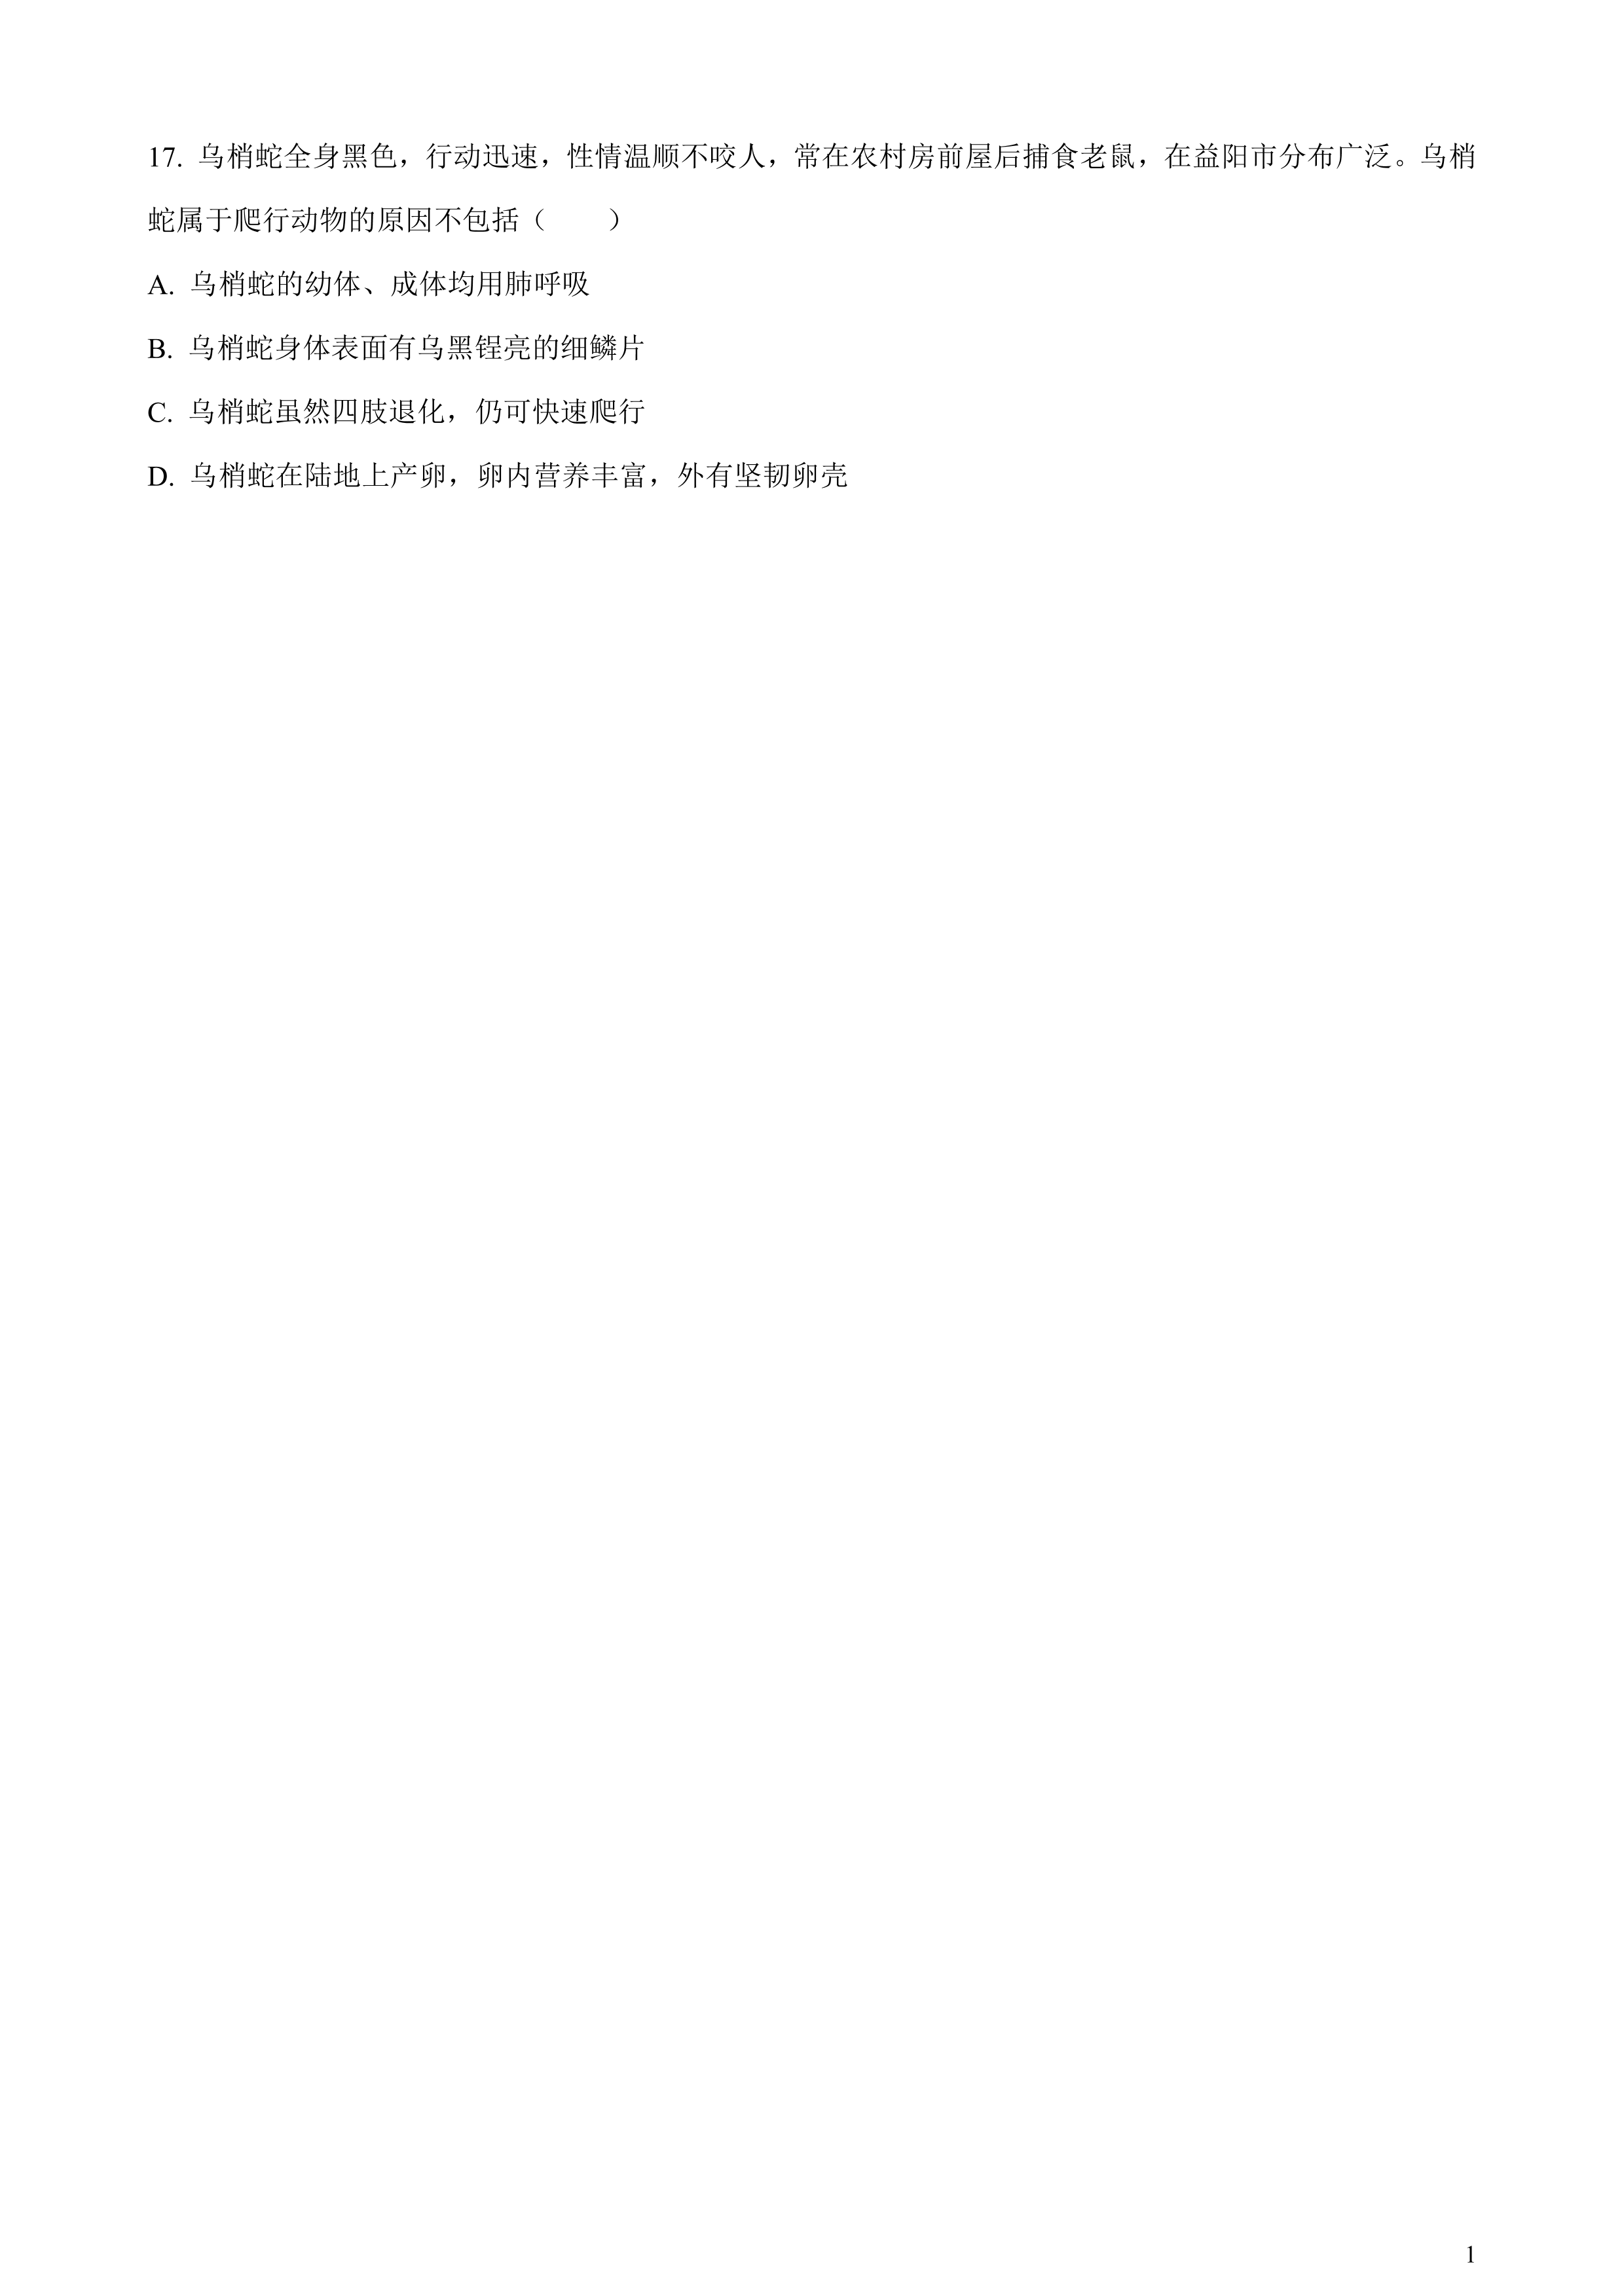 17. 乌梢蛇全身黑色，行动迅速，性情温顺不咬人，常在农村房前屋后捕食老鼠，在益阳市分布广泛。乌梢
蛇属于爬行动物的原因不包括（　　）
A. 乌梢蛇的幼体、成体均用肺呼吸
B. 乌梢蛇身体表面有乌黑锃亮的细鳞片
C. 乌梢蛇虽然四肢退化，仍可快速爬行
D. 乌梢蛇在陆地上产卵，卵内营养丰富，外有坚韧卵壳
1